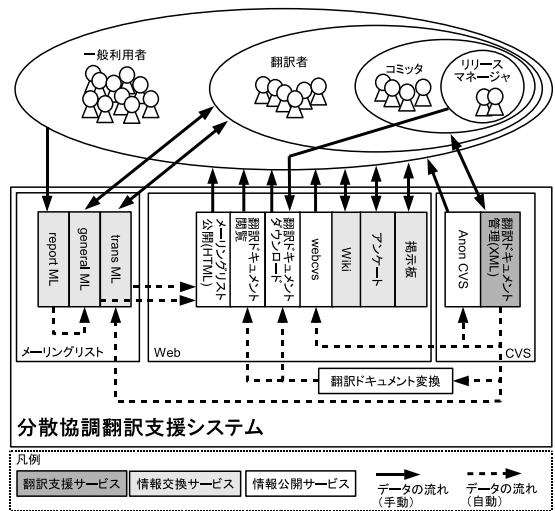 一般利用者
翻訳者
コミッタ
リリース
マネージャ
report ML
general ML
trans ML
メーリングリスト
公開(HTML)
翻訳ドキュメント
閲覧
翻訳ドキュメント
ダウンロード
webcvs
Wiki
アンケート
掲示板
Anon CVS
翻訳ドキュメント
管理(XML)
メーリングリスト
Web
CVS
翻訳ドキュメント変換
分散協調翻訳支援システム
凡例
翻訳支援サービス
情報交換サービス
情報公開サービス
データの流れ
(手動)
データの流れ
(自動)